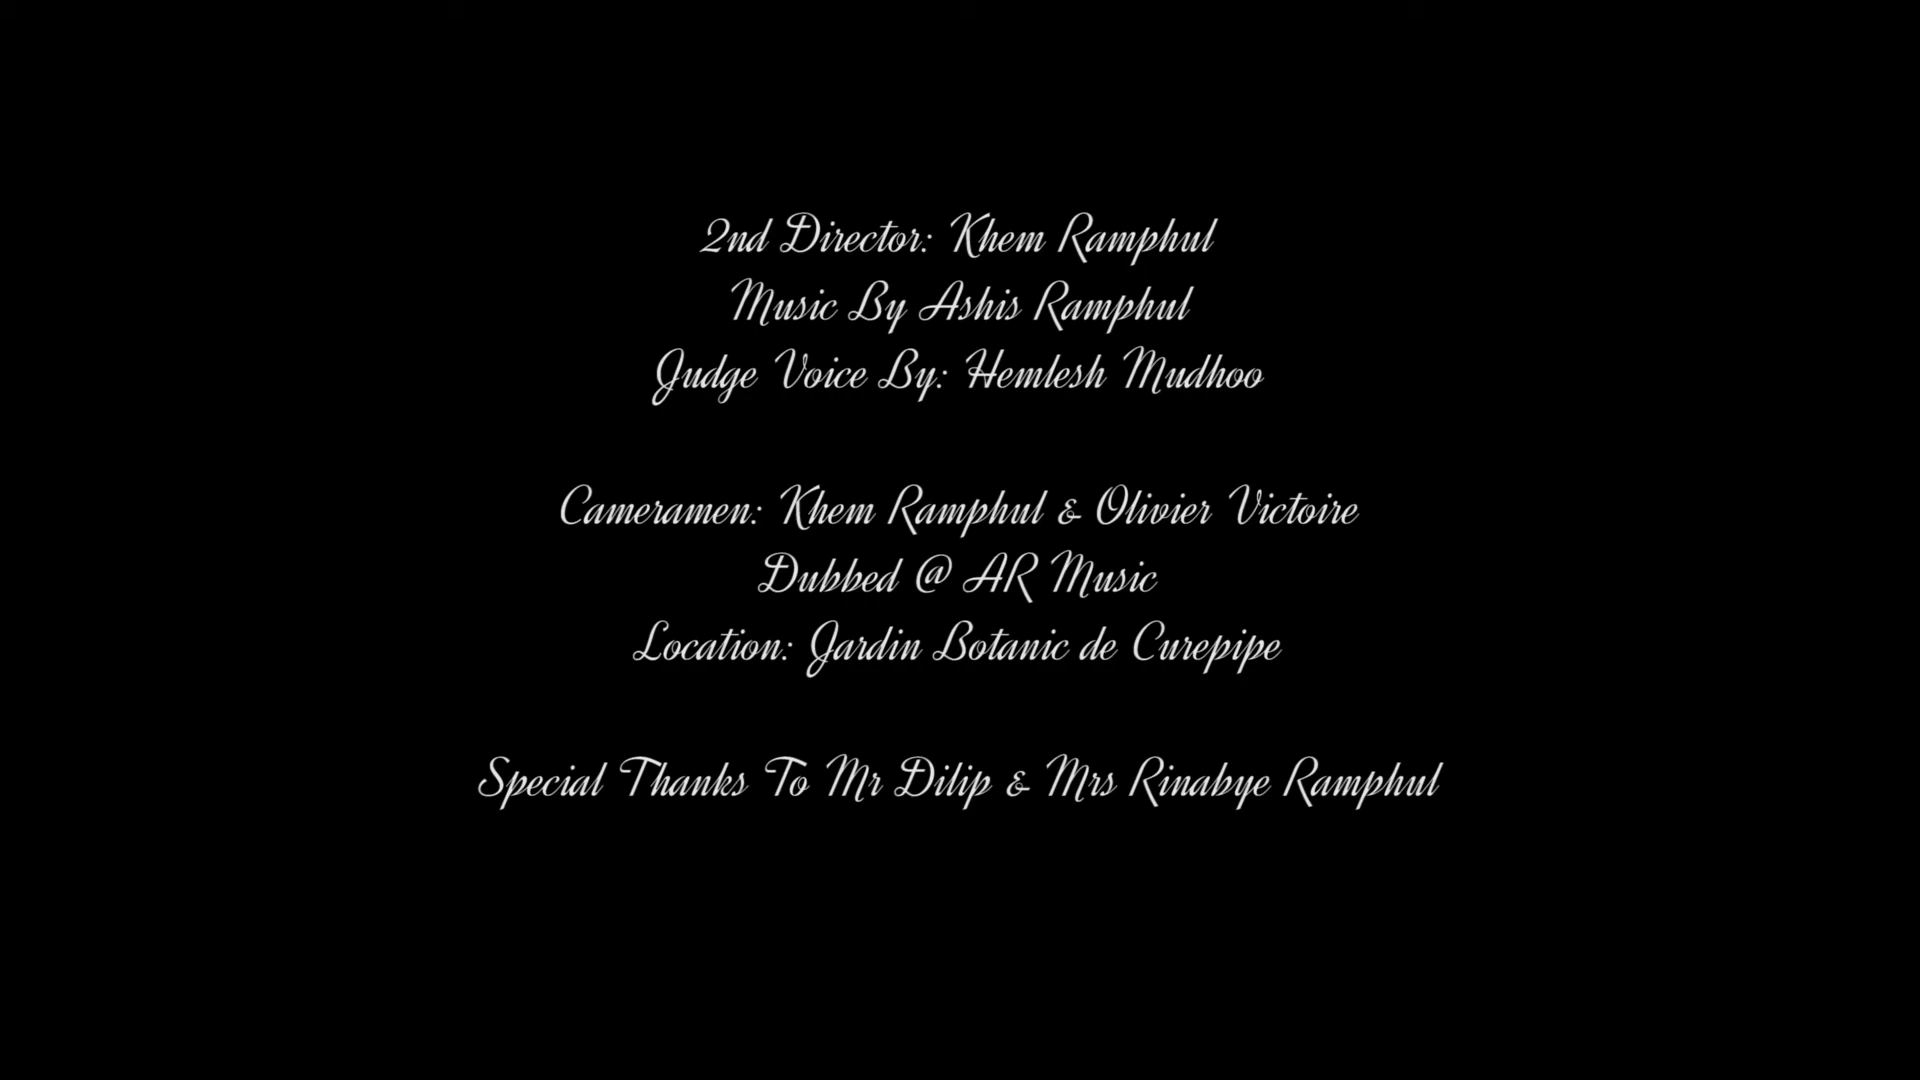 2nd Director: Khem Ramphul
Music By Ashis Ramphul
Judge Voice By: Hemlesh Mudhoo
Cameramen: Khem Ramphul & Olivier Victoire
Dubbed @ AR Music
Location: Jardin Botanic de Curepipe
Special Thanks To Mr Dilip & Mrs Rinabye Ramphul